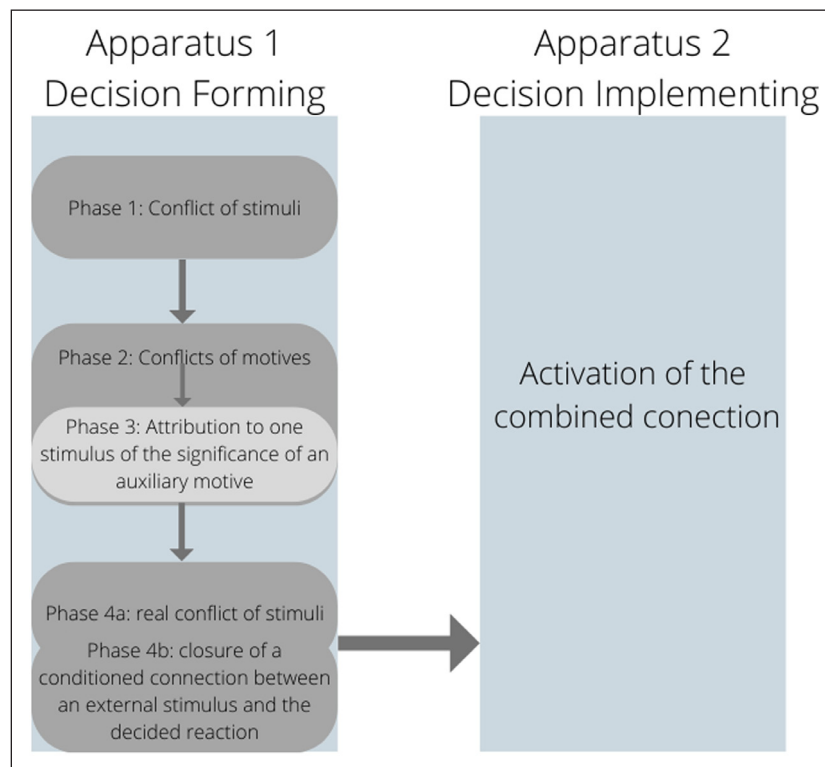 Apparatus 1
Decision Forming
Phase 1: Conflict of stimuli
Phase 2: Conflicts of motives
Phase 3: Attribution to one
stimulus of the significance of an
auxiliary motive
Phase 4a: real conflict of stimuli
Phase 4b: closure of a
conditioned connection between
an external stimulus and the
decided reaction
Apparatus 2
Decision Implementing
Activation of the
combined conection